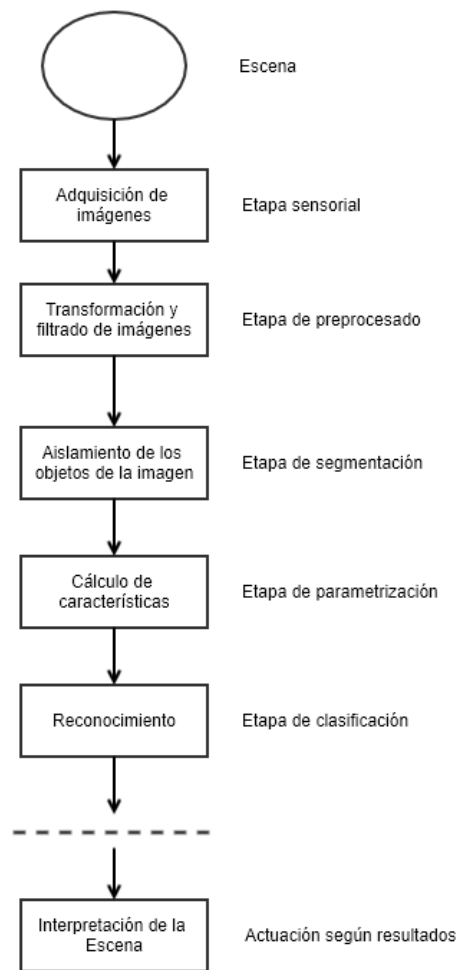 Escena
Adquisición de
imágenes
Etapa sensorial
Transformación y
filtrado de imágenes
Etapa de preprocesado
Aislamiento de los
objetos de la imagen
Etapa de segmentación
Cálculo de
características
Etapa de parametrización
Reconocimiento
Etapa de clasificación
Interpretación de la
Escena
Actuación según resultados